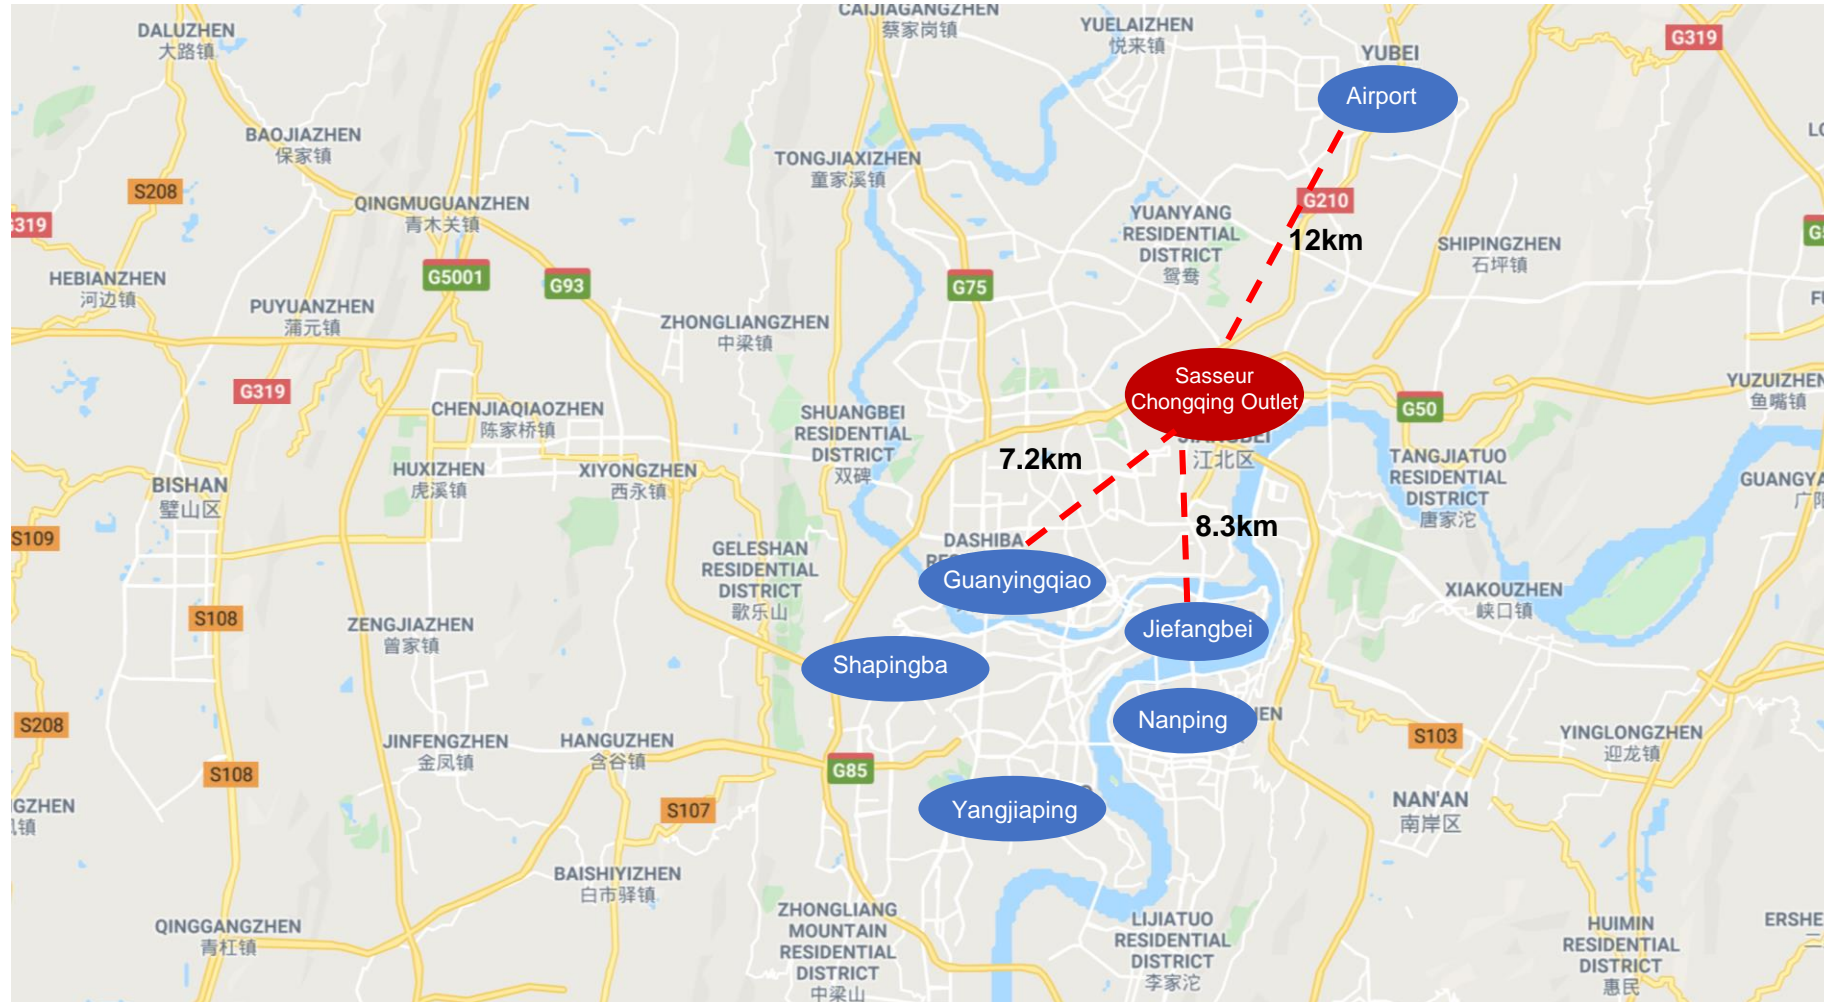 CAIJIAGANGZHEN
蔡家岗镇
DALUZHEN
大路镇
YUELAIZHEN
悦来镇
G319
YUBEI
Airport
BAOJIAZHEN
保家镇
TONGJIAXIZHEN
童家溪镇
S208
QINGMUGUANZHEN
青木关镇
G210
YUANYANG
RESIDENTIAL
DISTRICT
鸳鸯
12km
SHIPINGZHEN
石坪镇
G319
HEBIANZHEN
河边镇
G5001
G93
G75
PUYUANZHEN
蒲元镇
ZHONGLIANGZHEN
中梁镇
Sasseur
Chongqing Outlet
G319
YUZUIZHEN
鱼嘴镇
G50
CHENJIAQIAOZHEN
陈家桥镇
SHUANGBEI
RESIDENTIAL
DISTRICT
双碑
JIANGBEI
江北区
7.2km
HUXIZHEN
虎溪镇
XIYONGZHEN
西永镇
TANGJIATUO
RESIDENTIAL
DISTRICT
唐家沱
BISHAN
璧山区
GUANGYA
广阳
8.3km
S109
DASHIBA
GELESHAN
RESIDENTIAL
DISTRICT
歌乐山
Guanyingqiao
XIAKOUZHEN
峡口镇
S108
ZENGJIAZHEN
曾家镇
Jiefangbei
Shapingba
Nanping
EN
S208
JINFENGZHEN
金凤镇
HANGUZHEN
含谷镇
S103
YINGLONGZHEN
迎龙镇
S108
G85
GZHEN
镇
S107
Yangjiaping
NAN'AN
南岸区
BAISHIYIZHEN
白市驿镇
QINGGANGZHEN
青杠镇
ZHONGLIANG
MOUNTAIN
RESIDENTIAL
DISTRICT
中梁山
LIJIATUO
RESIDENTIAL
DISTRICT
李家沱
HUIMIN
RESIDENTIAL
DISTRICT
惠民
ERSHE
二